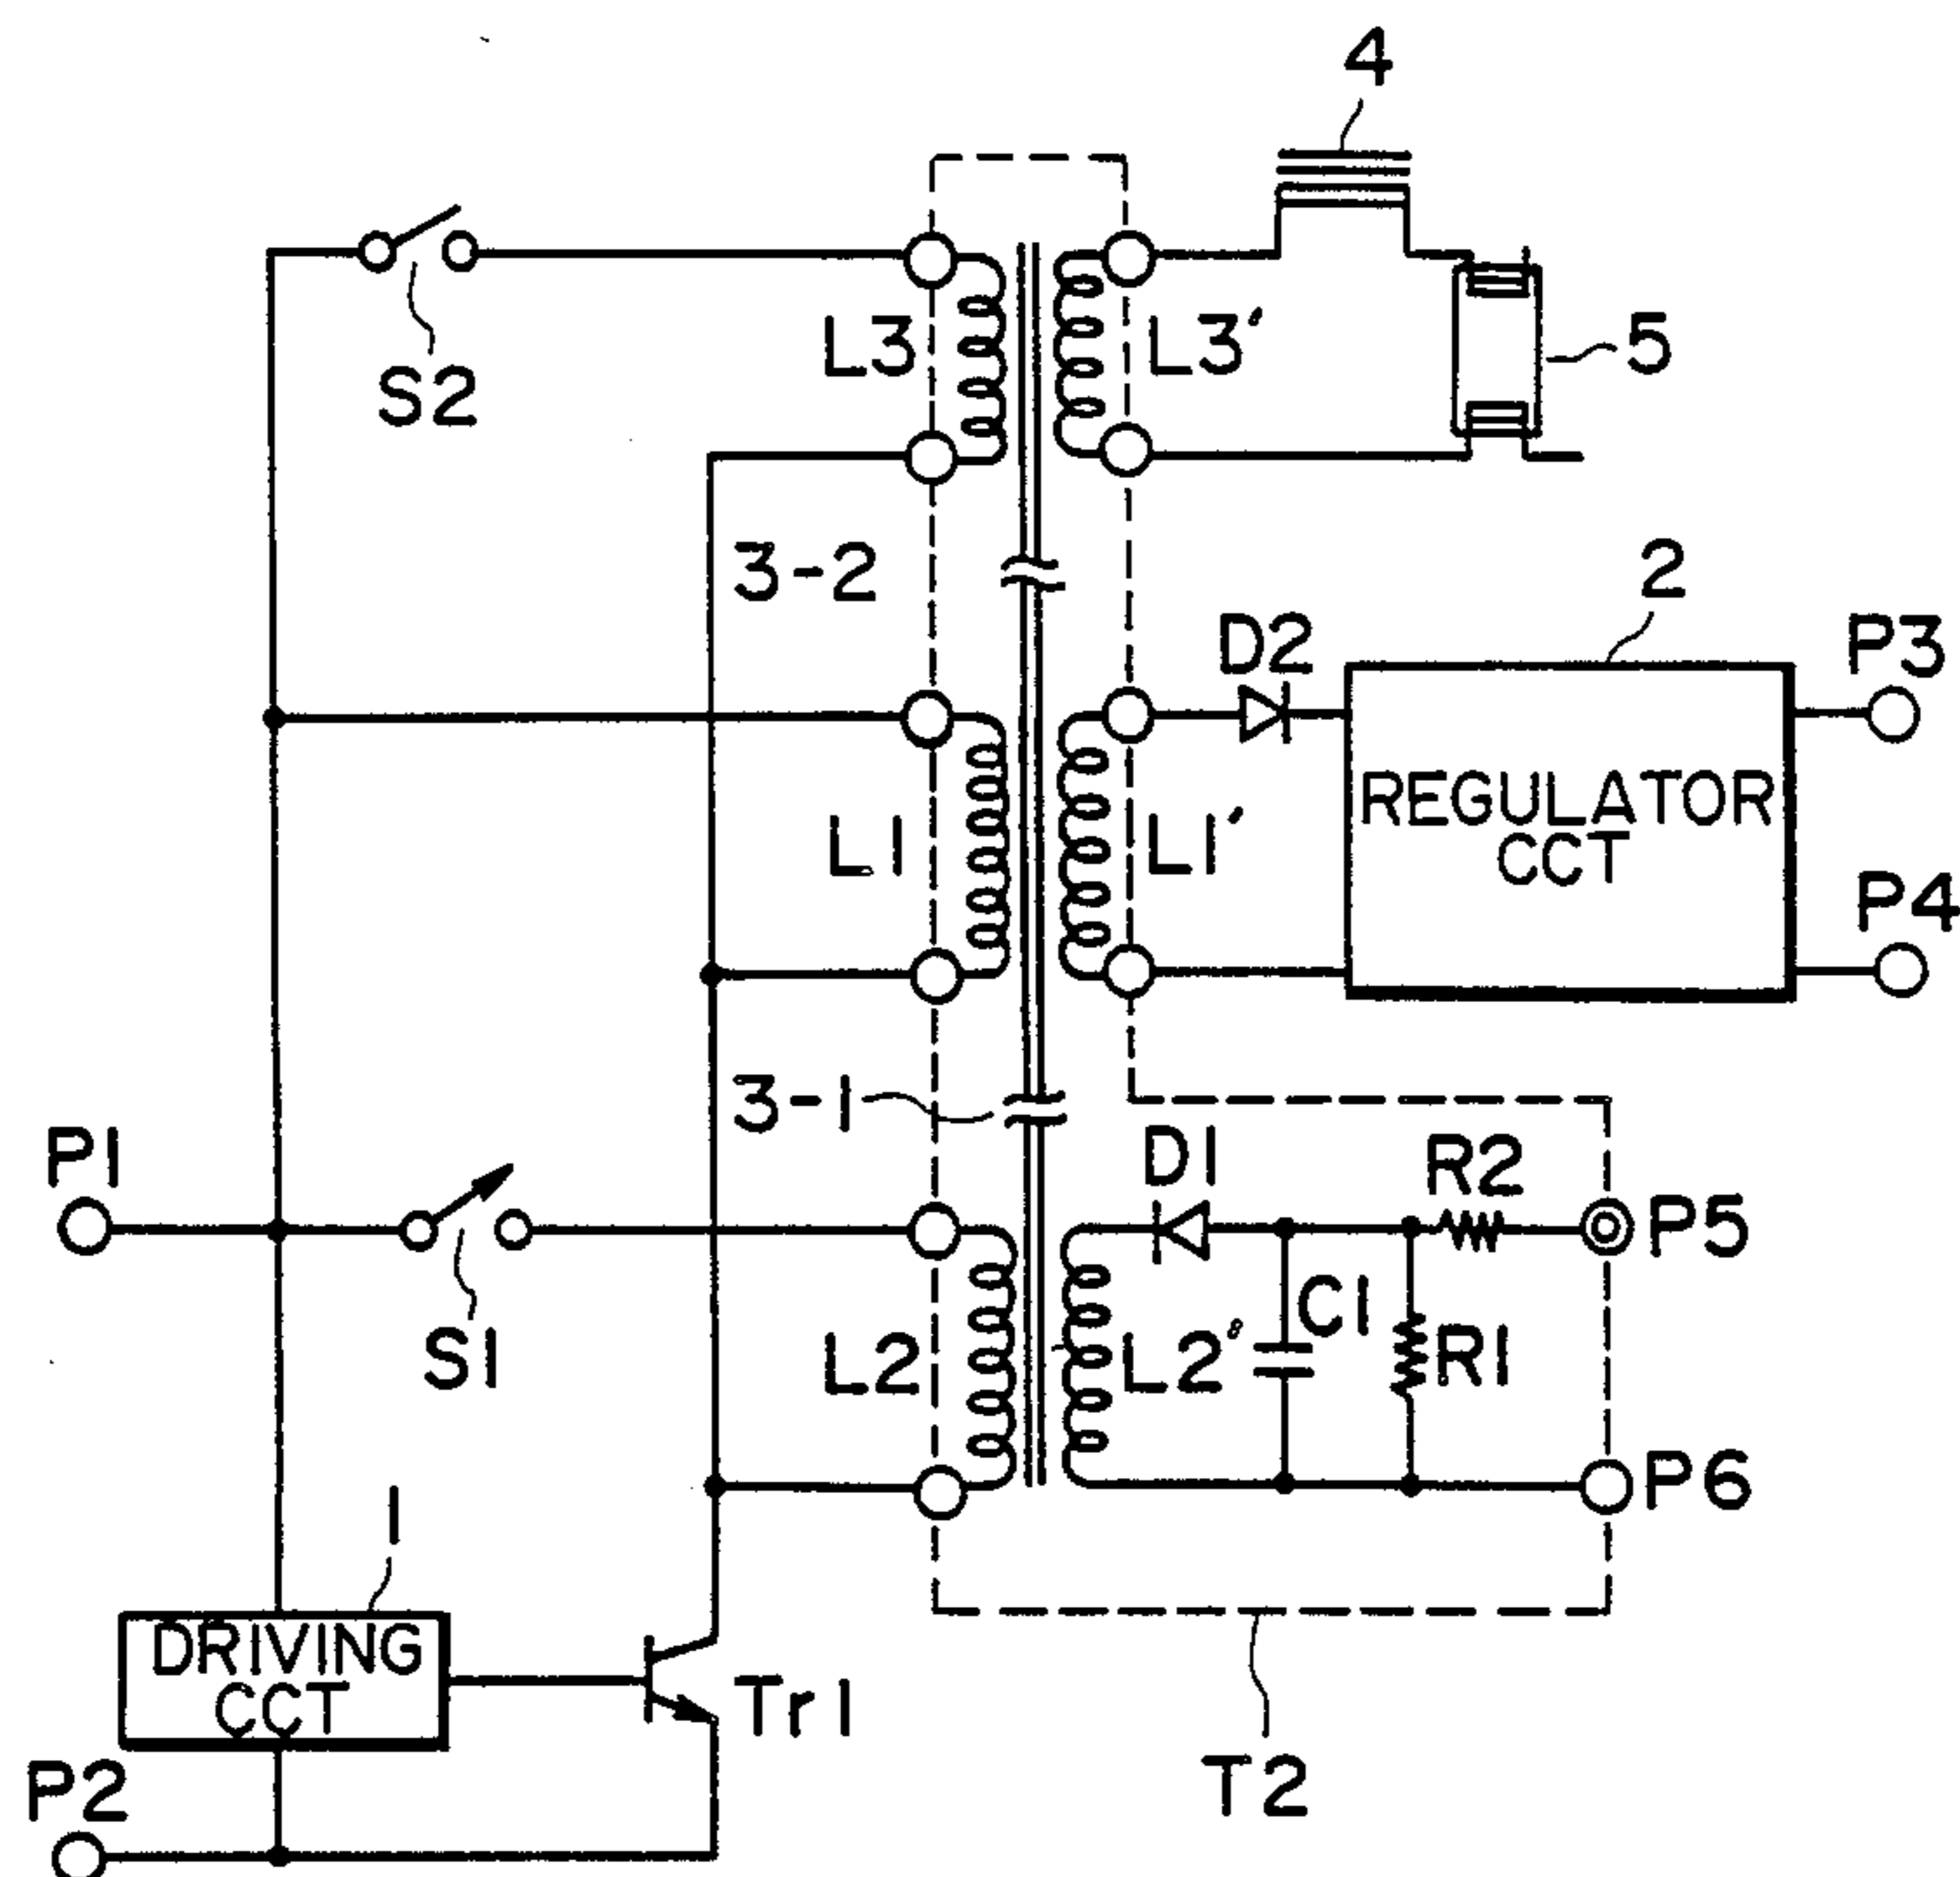 4
S2
L3
L3'
5
3-2
2
D2
P3
L1
L1'
REGULATOR
CCT
P4
3-1
P1
D1
R2
P5
S1
L2
L2'
C1
R1
P6
1
DRIVING
CCT
Tr1
P2
T2